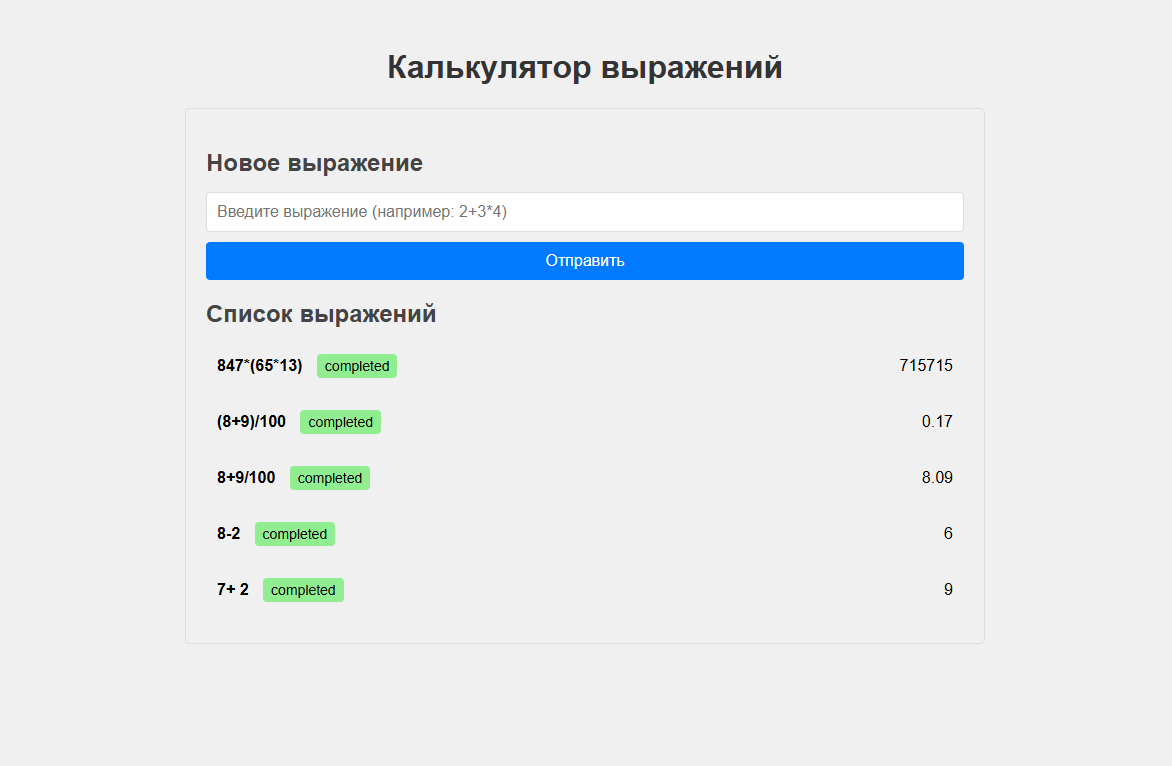 Калькулятор выражений
Новое выражение
Введите выражение (например: 2+3*4)
Отправить
Список выражений
847*(65*13) completed 715715
(8+9)/100 completed 0.17
8+9/100 completed 8.09
8-2 completed 6
7+ 2 completed 9